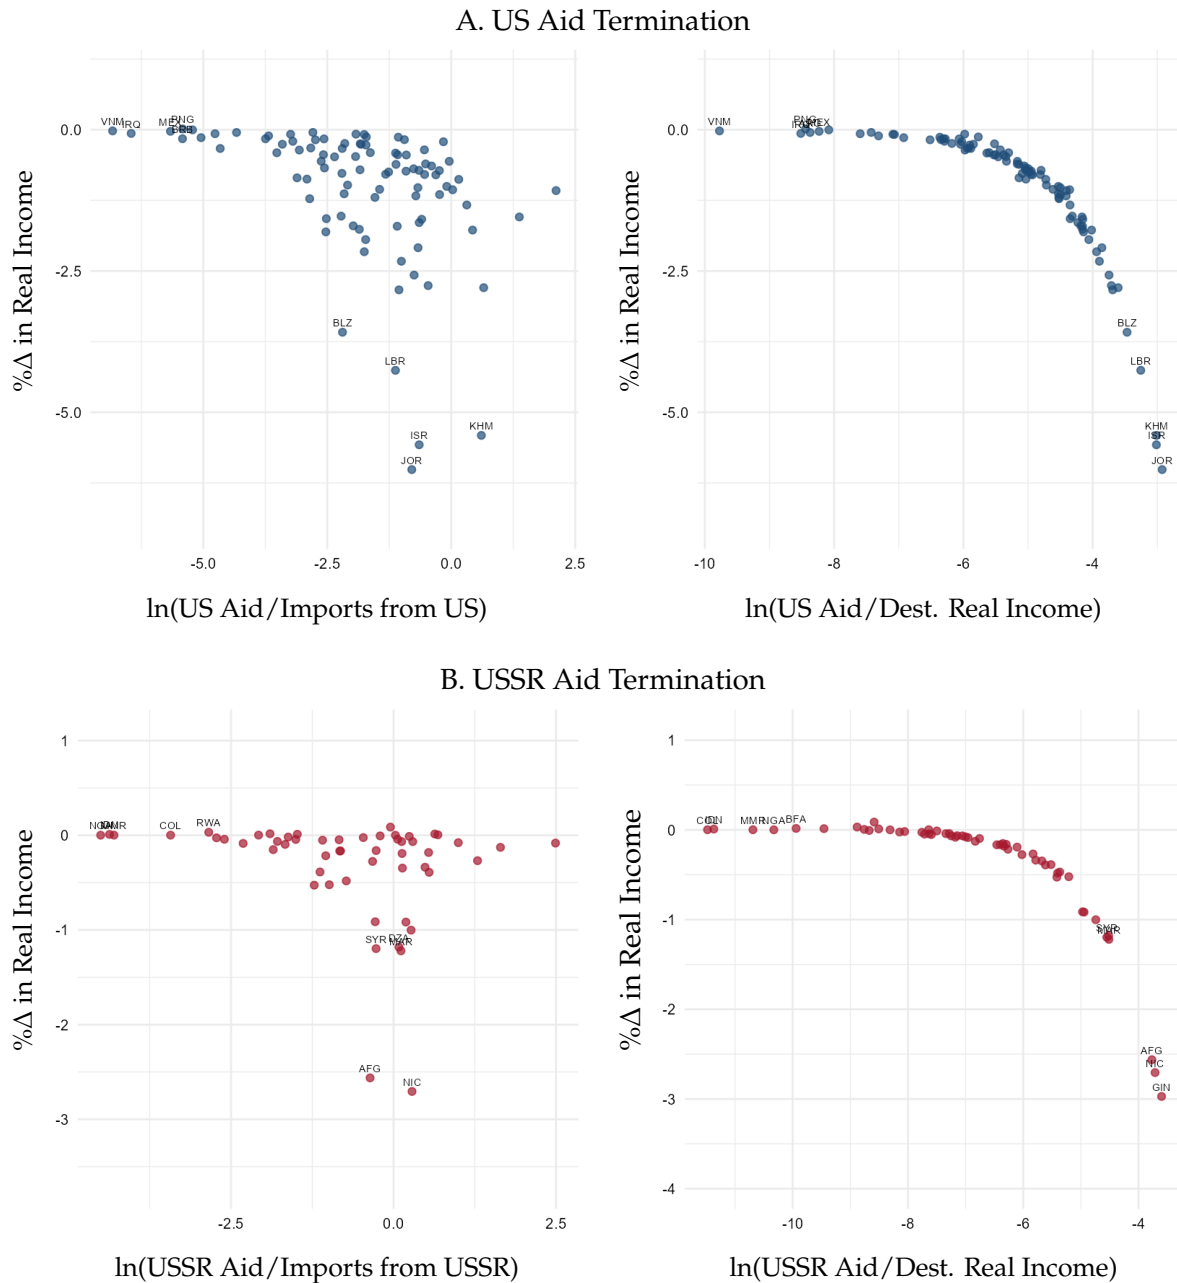 A. US Aid Termination
%Δ in Real Income
0.0
-2.5
-5.0
VNM
IRQ
MEX
PNG
BLZ
LBR
KHM
ISR
JOR
-5.0
-2.5
0.0
2.5
ln(US Aid/Imports from US)
%Δ in Real Income
0.0
-2.5
-5.0
VNM
PNG
MEX
BLZ
LBR
KHM
ISR
JOR
-10
-8
-6
-4
ln(US Aid/Dest. Real Income)
B. USSR Aid Termination
%Δ in Real Income
1
0
-1
-2
-3
COL
RWA
SYR
DZA
AFG
NIC
-2.5
0.0
2.5
ln(USSR Aid/Imports from USSR)
%Δ in Real Income
1
0
-1
-2
-3
-4
MMR
NGA
BFA
AFG
NIC
GIN
-10
-8
-6
-4
ln(USSR Aid/Dest. Real Income)